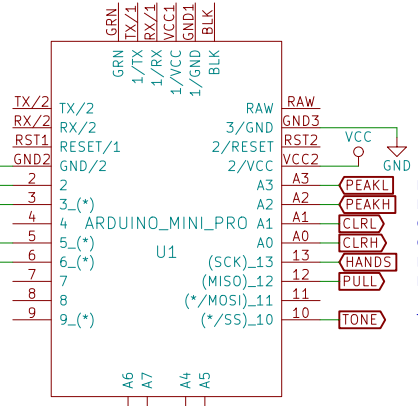 GRN
TX/1
RX/1
VCC1
GND1
BLK
GRN
1/TX
1/RX
1/VCC
1/GND
BLK
TX/2 TX/2 RAW RAW
RX/2 RX/2 3/GND GND3
RST1 RESET/1 2/RESET RST2 VCC
GND2 GND/2 2/VCC VCC2 GND
2 2 A3 A3 PEAKL
3 3_(*) A2 A2 PEAKH
4 4 ARDUINO_MINI_PRO A1 A1 CLRL
5 5_(*) A0 A0 CLRH
U1
6 6_(*) (SCK)_13 13 HANDS
7 7 (MISO)_12 12 PULL
8 8 (*/MOSI)_11 11
9 9_(*) (*/SS)_10 10 TONE
A6
A7
A4
A5